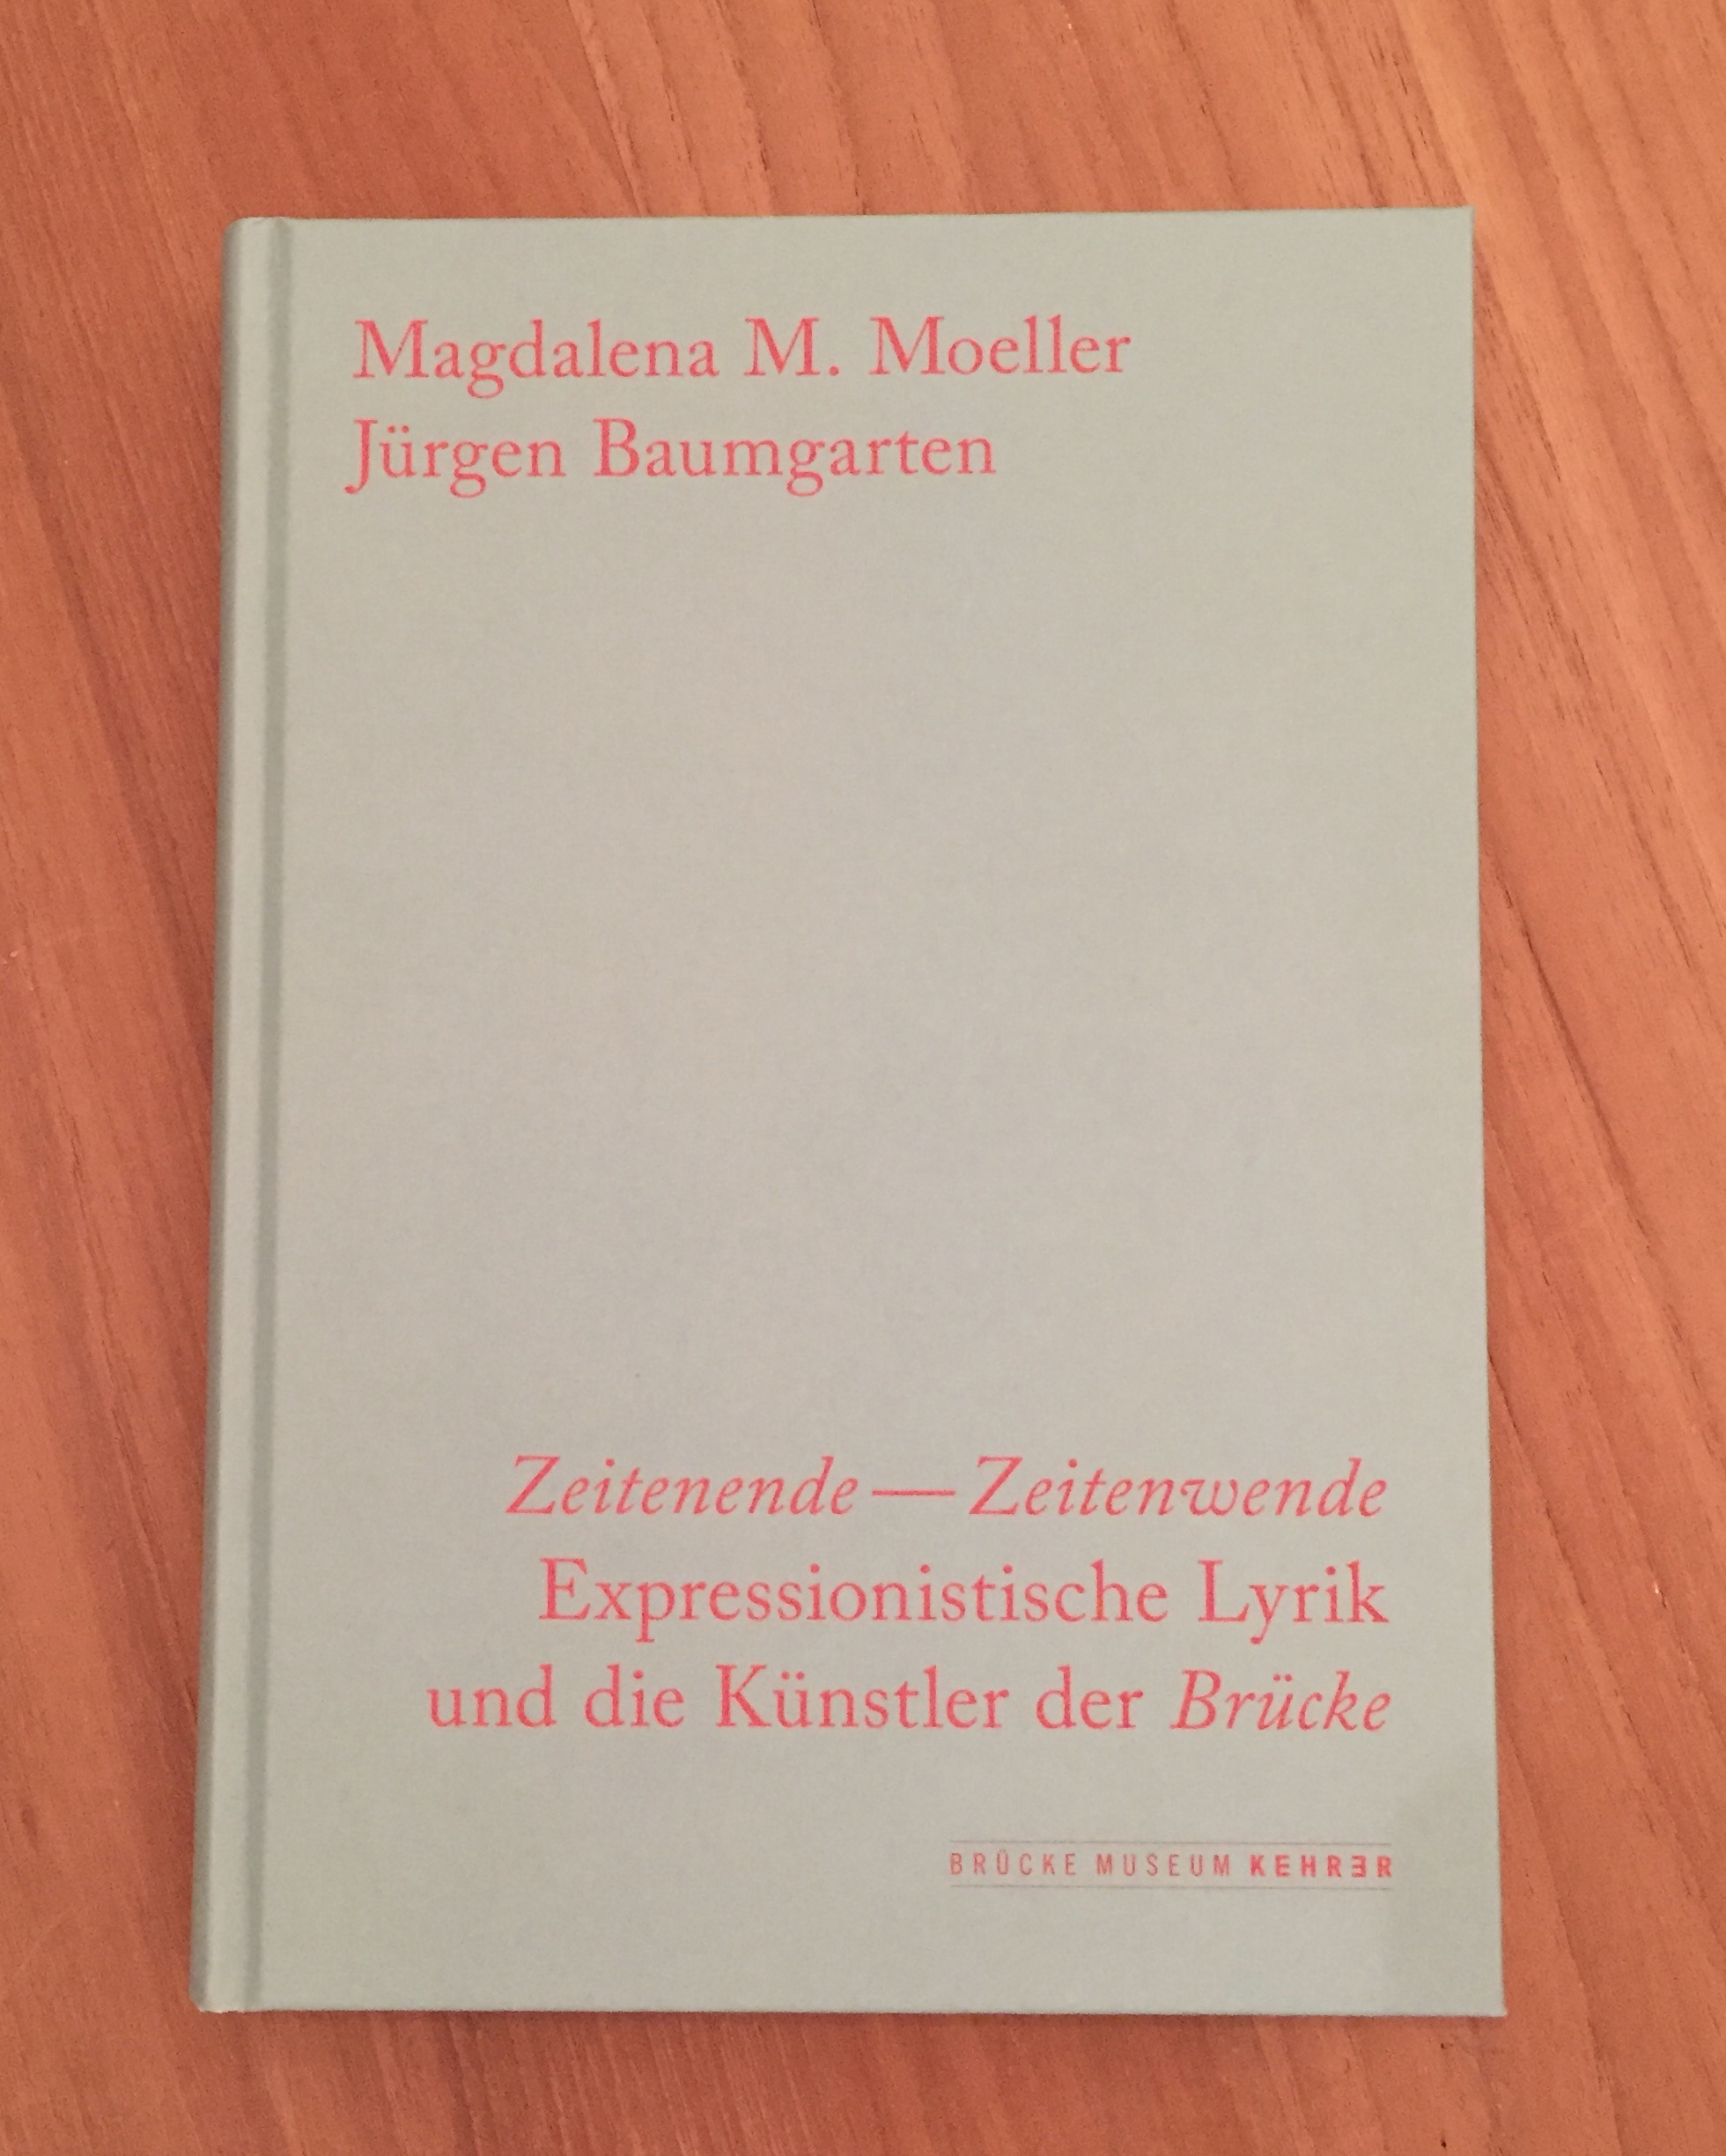 Magdalena M. Moeller
Jürgen Baumgarten
Zeitenende — Zeitenwende
Expressionistische Lyrik
und die Künstler der Brücke
BRÜCKE MUSEUM KEHRER